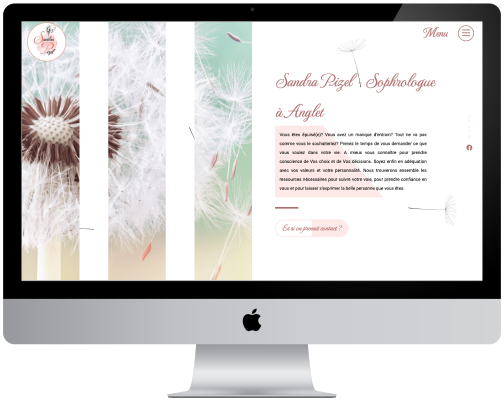 Menu
Sandra Pizel Sophrologue
à Anglet
Vous êtes épuisé(e)? Vous avez un manque d'entrain? Tout ne va pas
comme vous le souhaiteriez? Prenez le temps de vous demander ce que
vous voulez dans votre vie. A mieux vous connaître pour prendre
conscience de Vos choix et de Vos décisions. Soyez enfin en adéquation
avec vos valeurs et votre personnalité. Nous trouverons ensemble les
ressources nécessaires pour suivre votre voie, pour prendre confiance en
vous et pour laisser s'exprimer la belle personne que vous êtes.
Et si on prenait contact ?